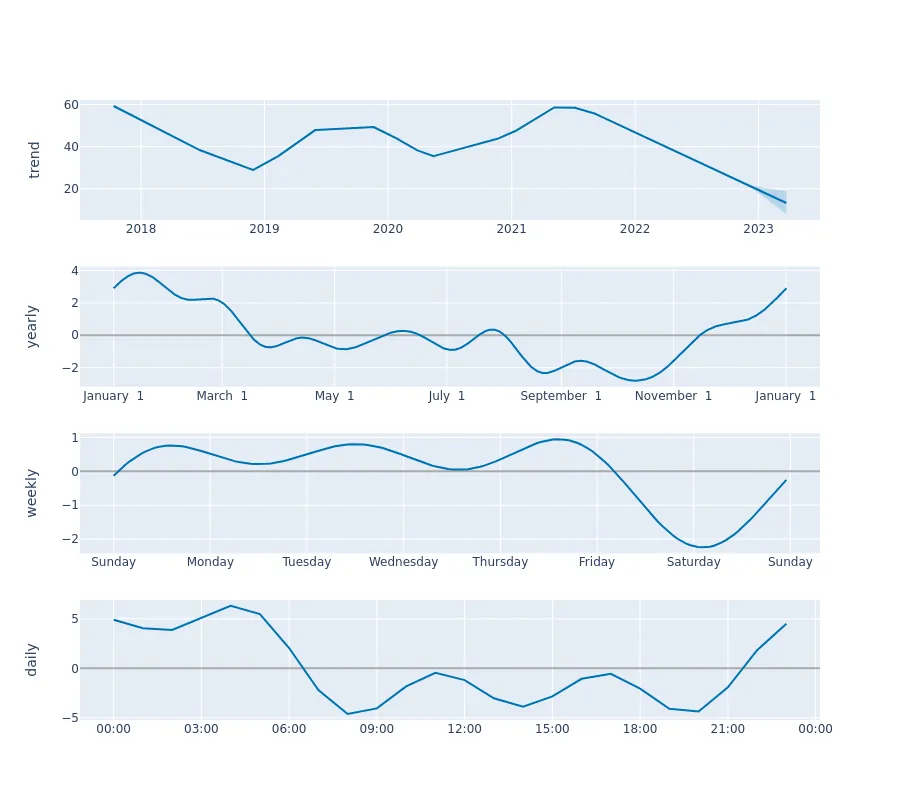 trend
60
40
20
2018 2019 2020 2021 2022 2023
yearly
4
2
0
−2
January 1 March 1 May 1 July 1 September 1 November 1 January 1
weekly
1
0
−1
−2
Sunday Monday Tuesday Wednesday Thursday Friday Saturday Sunday
daily
5
0
−5
00:00 03:00 06:00 09:00 12:00 15:00 18:00 21:00 00:00